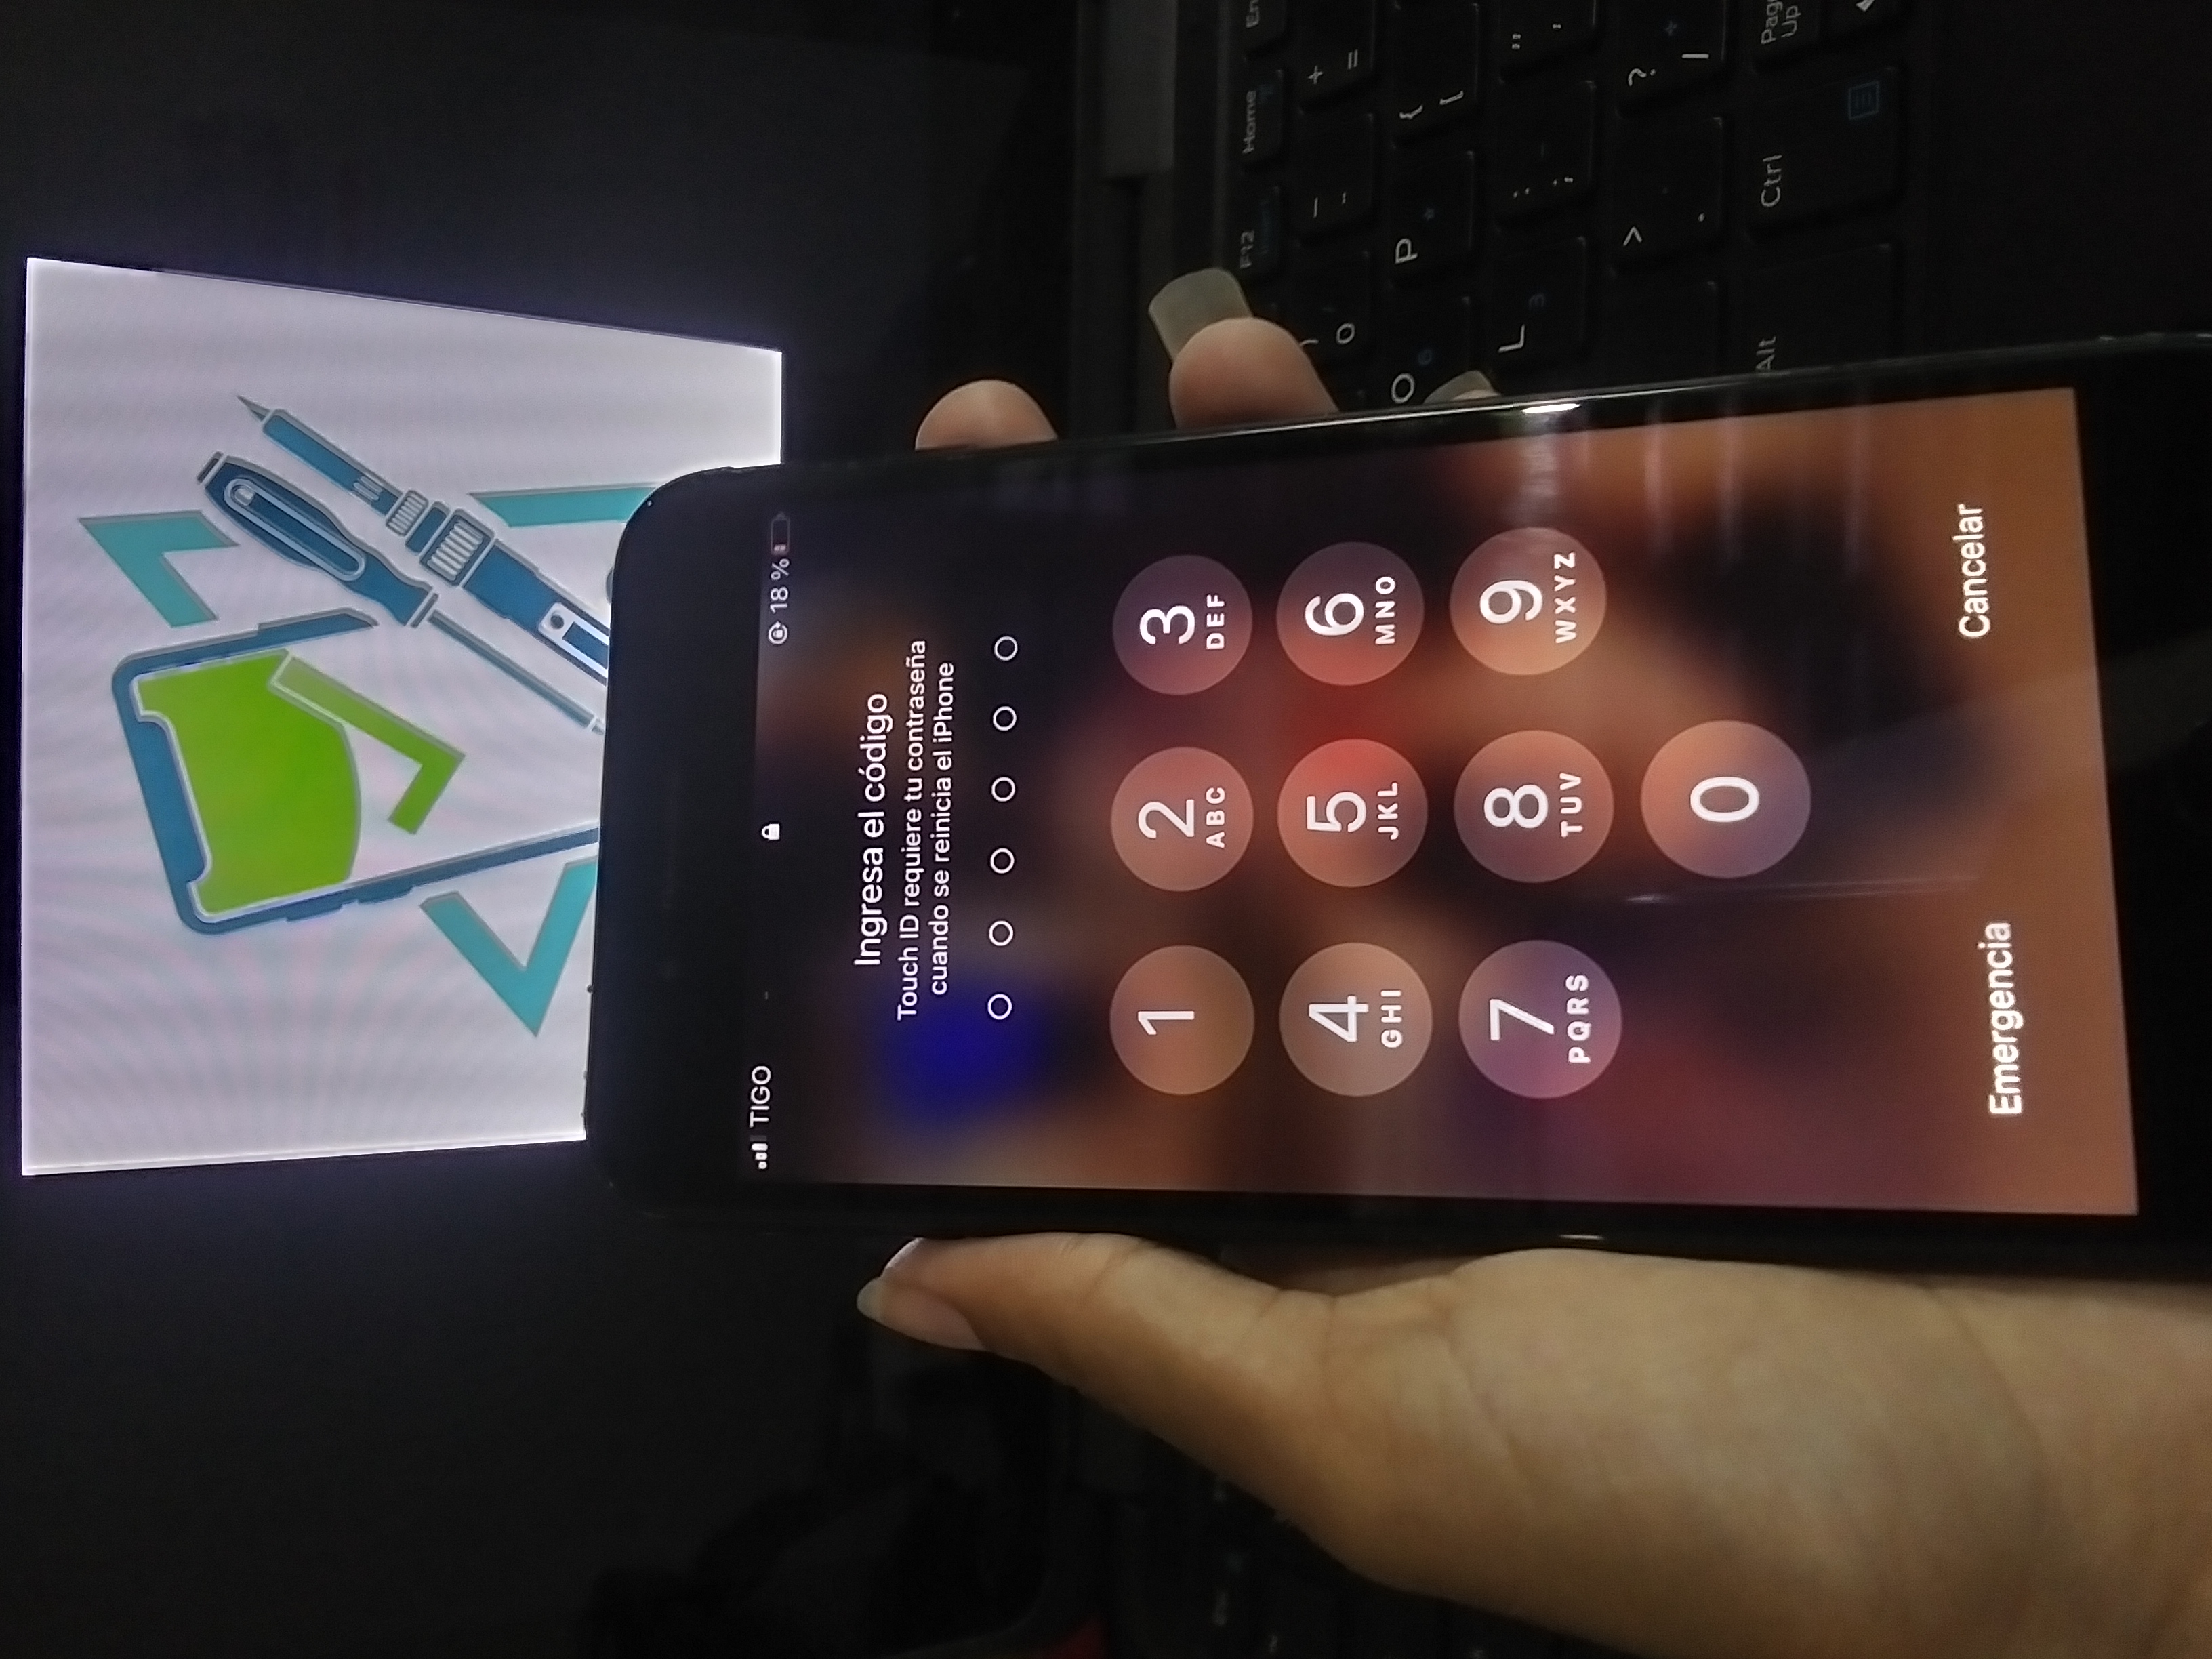 TIGO
18 %
Ingresa el código
Touch ID requiere tu contraseña
cuando se reinicia el iPhone
1
2
ABC
3
DEF
4
GHI
5
JKL
6
MNO
7
PQRS
8
TUV
9
WXYZ
0
Emergencia
Cancelar
F12
Home
+
=
O
P
{
[
L
:
;
>
.
?
Alt
Ctrl
Page
Up